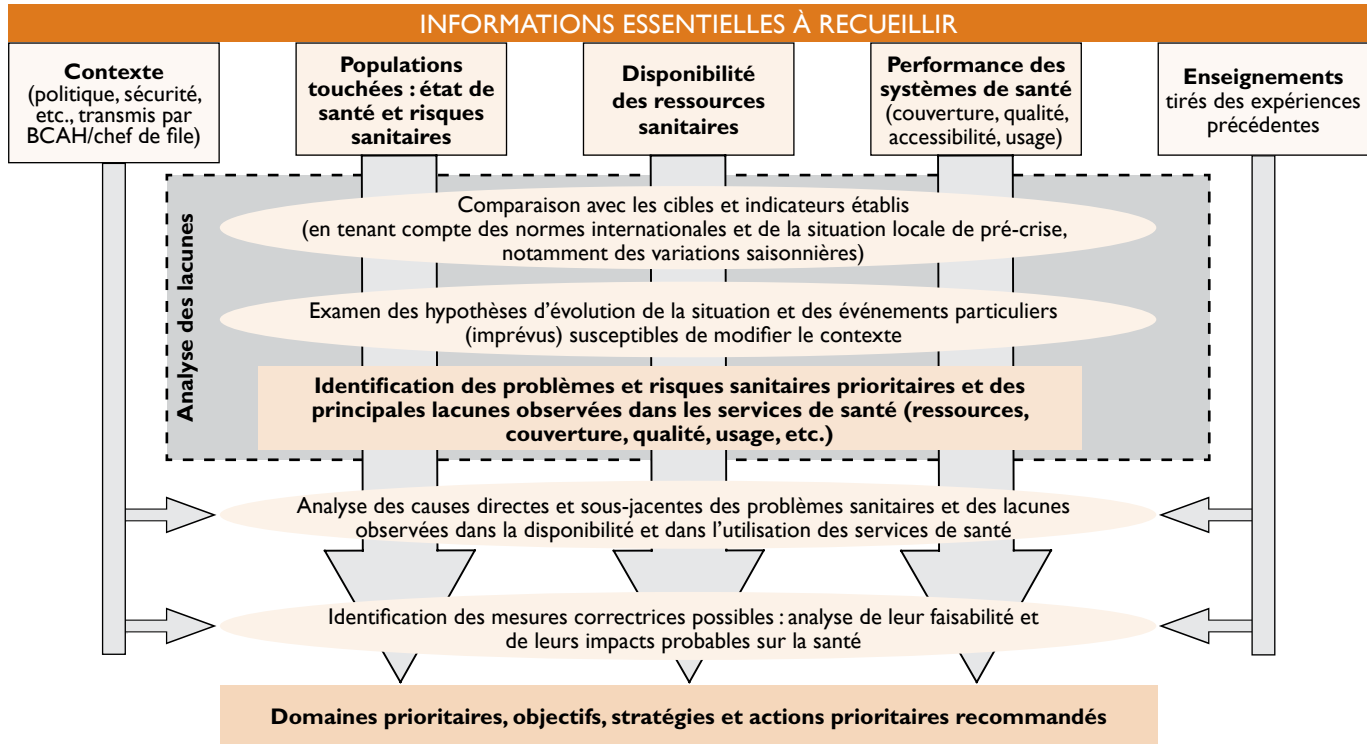 INFORMATIONS ESSENTIELLES À RECUEILLIR
Contexte
(politique, sécurité,
etc., transmis par
BCAH/chef de file)
Populations
touchées : état de
santé et risques
sanitaires
Disponibilité
des ressources
sanitaires
Performance des
systèmes de santé
(couverture, qualité,
accessibilité, usage)
Enseignements
tirés des expériences
précédentes
Analyse des lacunes
Comparaison avec les cibles et indicateurs établis
(en tenant compte des normes internationales et de la situation locale de pré-crise,
notamment des variations saisonnières)
Examen des hypothèses d’évolution de la situation et des événements particuliers
(imprévus) susceptibles de modifier le contexte
Identification des problèmes et risques sanitaires prioritaires et des
principales lacunes observées dans les services de santé (ressources,
couverture, qualité, usage, etc.)
Analyse des causes directes et sous-jacentes des problèmes sanitaires et des lacunes
observées dans la disponibilité et dans l’utilisation des services de santé
Identification des mesures correctrices possibles : analyse de leur faisabilité et
de leurs impacts probables sur la santé
Domaines prioritaires, objectifs, stratégies et actions prioritaires recommandés